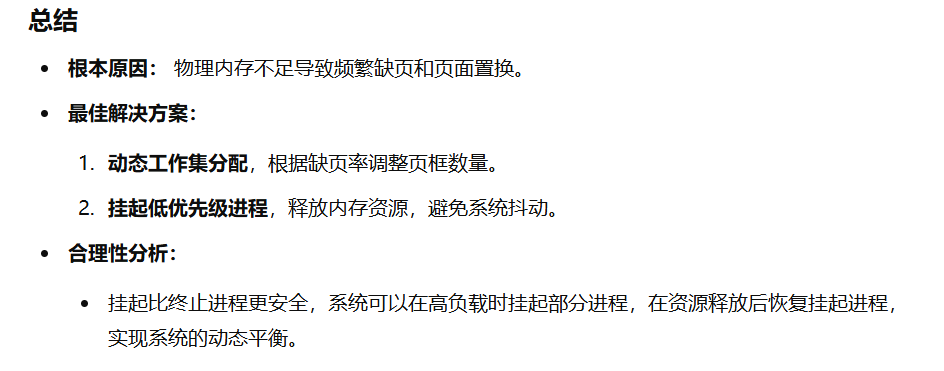 总结
• 根本原因： 物理内存不足导致频繁缺页和页面置换。
• 最佳解决方案：
1. 动态工作集分配，根据缺页率调整页框数量。
2. 挂起低优先级进程，释放内存资源，避免系统抖动。
• 合理性分析：
• 挂起比终止进程更安全，系统可以在高负载时挂起部分进程，在资源释放后恢复挂起进程，
实现系统的动态平衡。